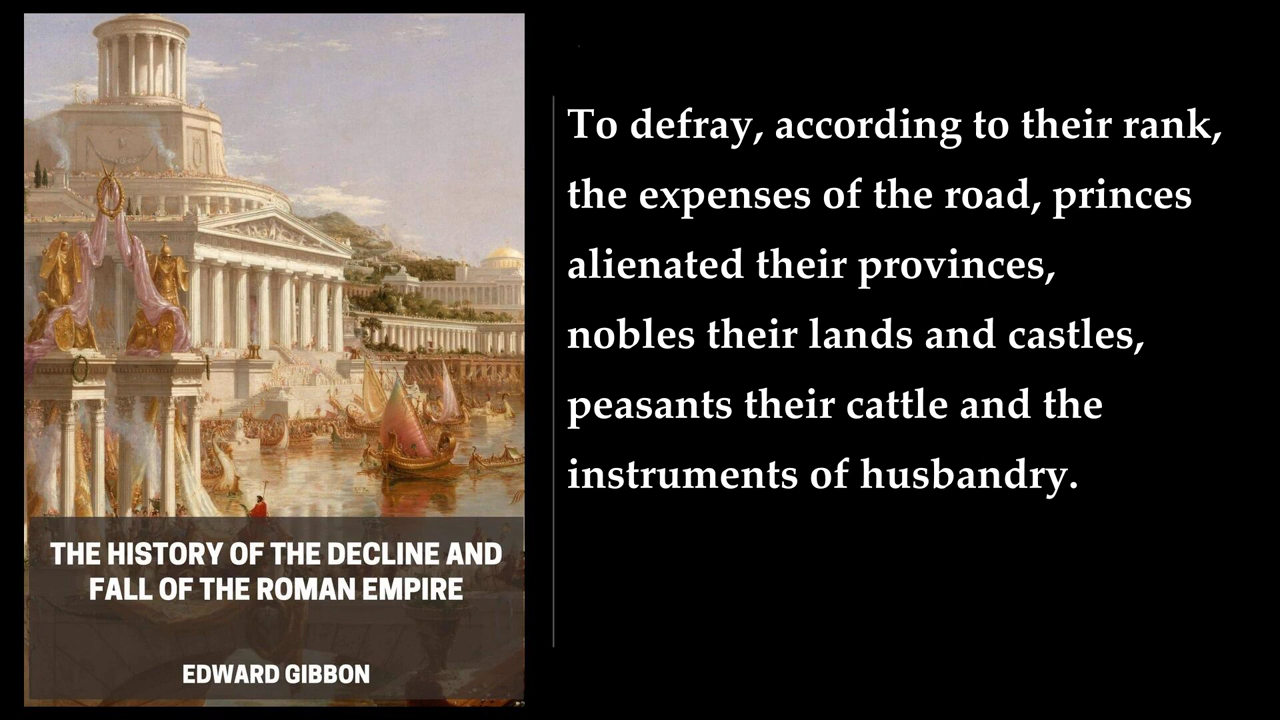 To defray, according to their rank,
the expenses of the road, princes
alienated their provinces,
nobles their lands and castles,
peasants their cattle and the
instruments of husbandry.
THE HISTORY OF THE DECLINE AND
FALL OF THE ROMAN EMPIRE
EDWARD GIBBON